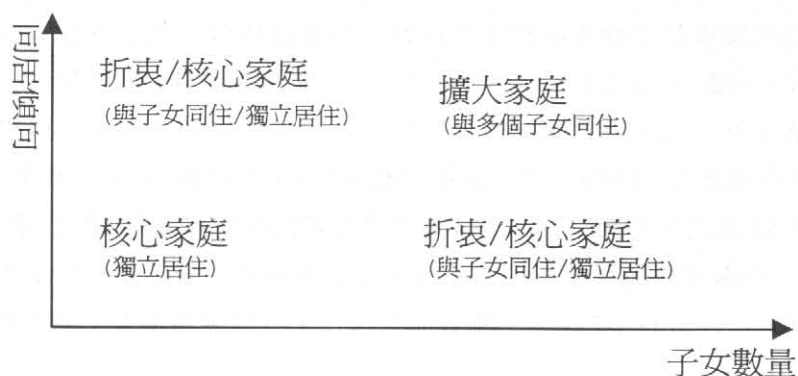 同居傾向
折衷/核心家庭
(與子女同住/獨立居住)
擴大家庭
(與多個子女同住)
核心家庭
(獨立居住)
折衷/核心家庭
(與子女同住/獨立居住)
子女數量